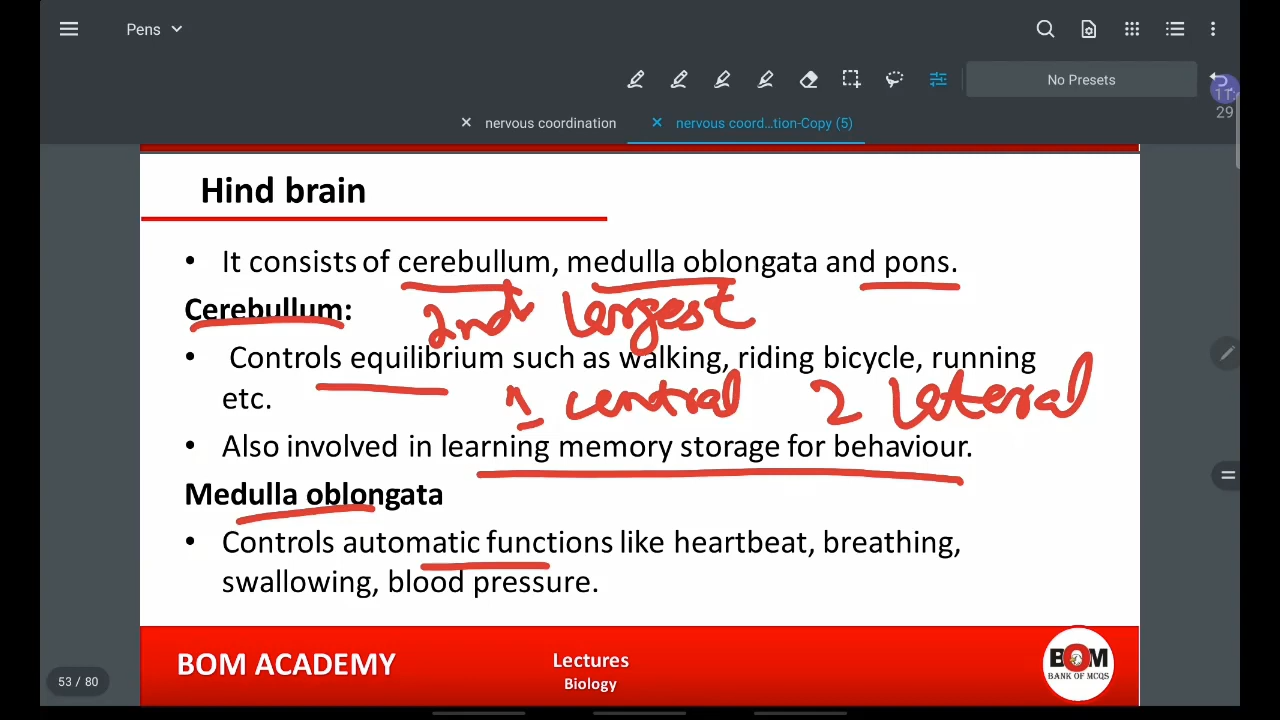 Pens
No Presets
11
29
nervous coordination
nervous coord...tion-Copy (5)
Hind brain
• It consists of cerebullum, medulla oblongata and pons.
Cerebullum:
2nd largest
• Controls equilibrium such as walking, riding bicycle, running
etc.
1 central 2 lateral
• Also involved in learning memory storage for behaviour.
Medulla oblongata
• Controls automatic functions like heartbeat, breathing,
swallowing, blood pressure.
BOM ACADEMY
Lectures
Biology
BOM
BANK OF MCQS
53 / 80